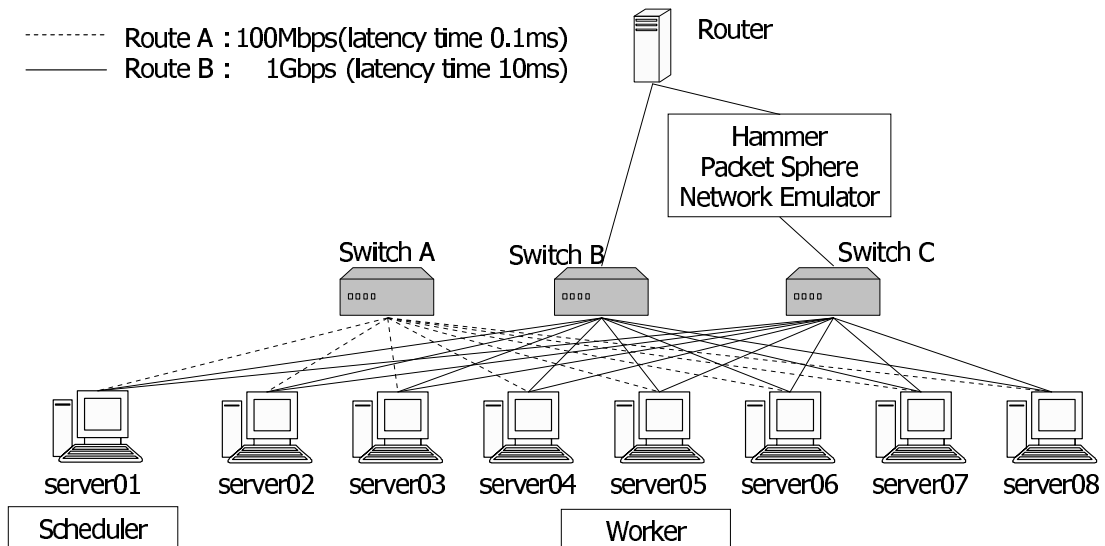 Route A : 100Mbps(latency time 0.1ms)
Route B : 1Gbps (latency time 10ms)
Router
Hammer
Packet Sphere
Network Emulator
Switch A
Switch B
Switch C
server01
server02
server03
server04
server05
server06
server07
server08
Scheduler
Worker